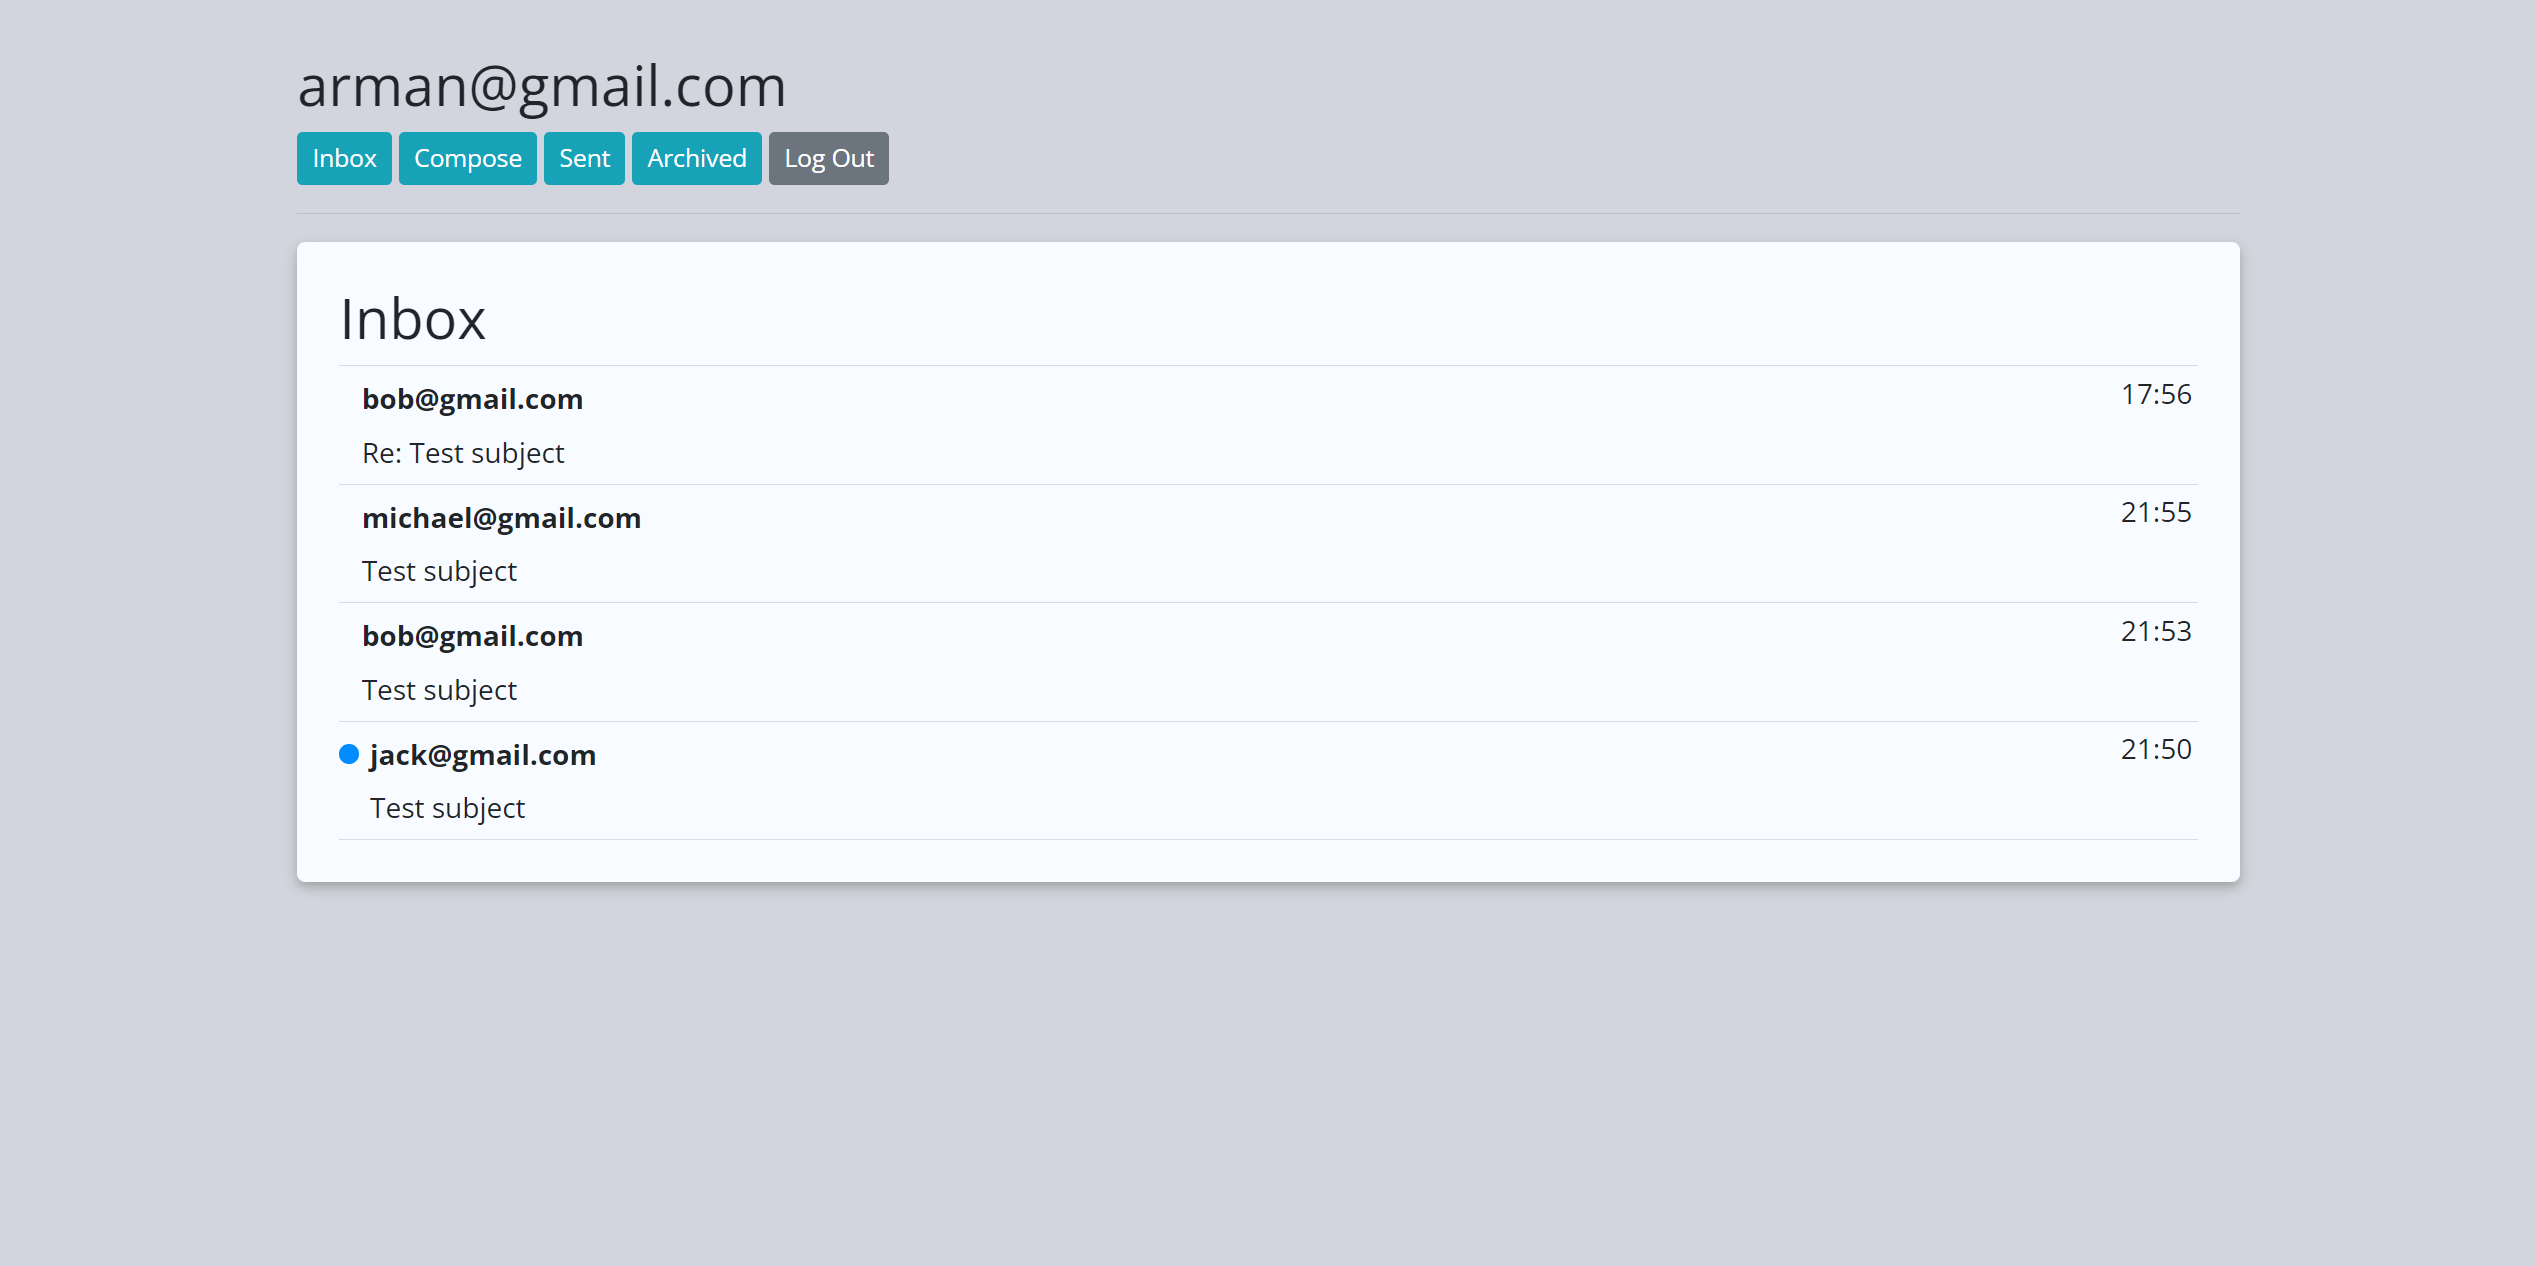 arman@gmail.com
Inbox Compose Sent Archived Log Out
Inbox
bob@gmail.com 17:56
Re: Test subject
michael@gmail.com 21:55
Test subject
bob@gmail.com 21:53
Test subject
jack@gmail.com 21:50
Test subject